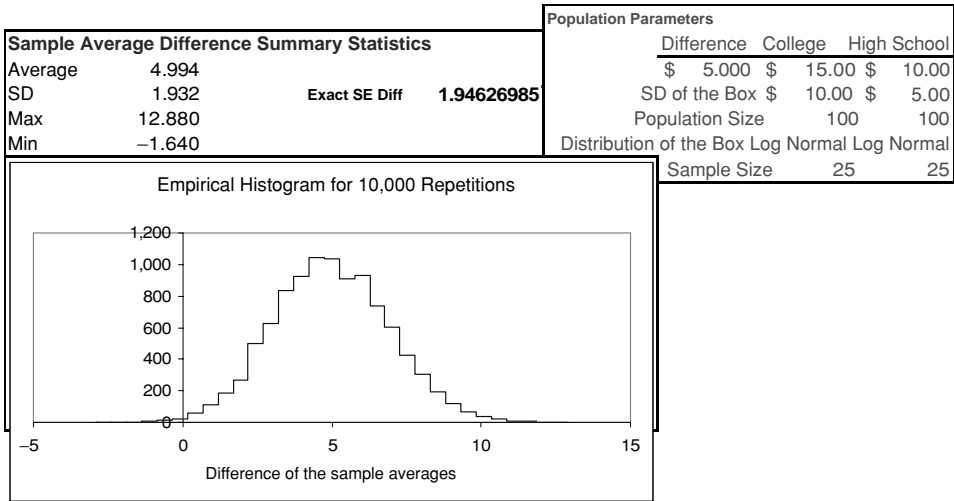 Population Parameters
Difference College High School
$ 5.000 $ 15.00 $ 10.00
SD of the Box $ 10.00 $ 5.00
Population Size 100 100
Distribution of the Box Log Normal Log Normal
Sample Size 25 25
Sample Average Difference Summary Statistics
Average 4.994
SD 1.932 Exact SE Diff 1.94626985
Max 12.880
Min −1.640
Empirical Histogram for 10,000 Repetitions
1,200
1,000
800
600
400
200
0
−5 0 5 10 15
Difference of the sample averages